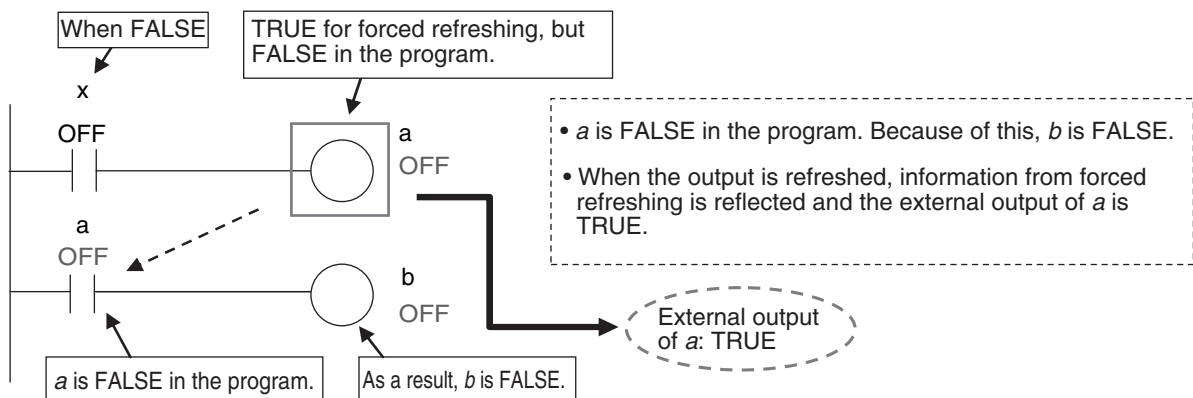 When FALSE
TRUE for forced refreshing, but
FALSE in the program.
x
OFF
a
OFF
• a is FALSE in the program. Because of this, b is FALSE.
• When the output is refreshed, information from forced
refreshing is reflected and the external output of a is
TRUE.
a
OFF
b
OFF
External output
of a: TRUE
a is FALSE in the program.
As a result, b is FALSE.